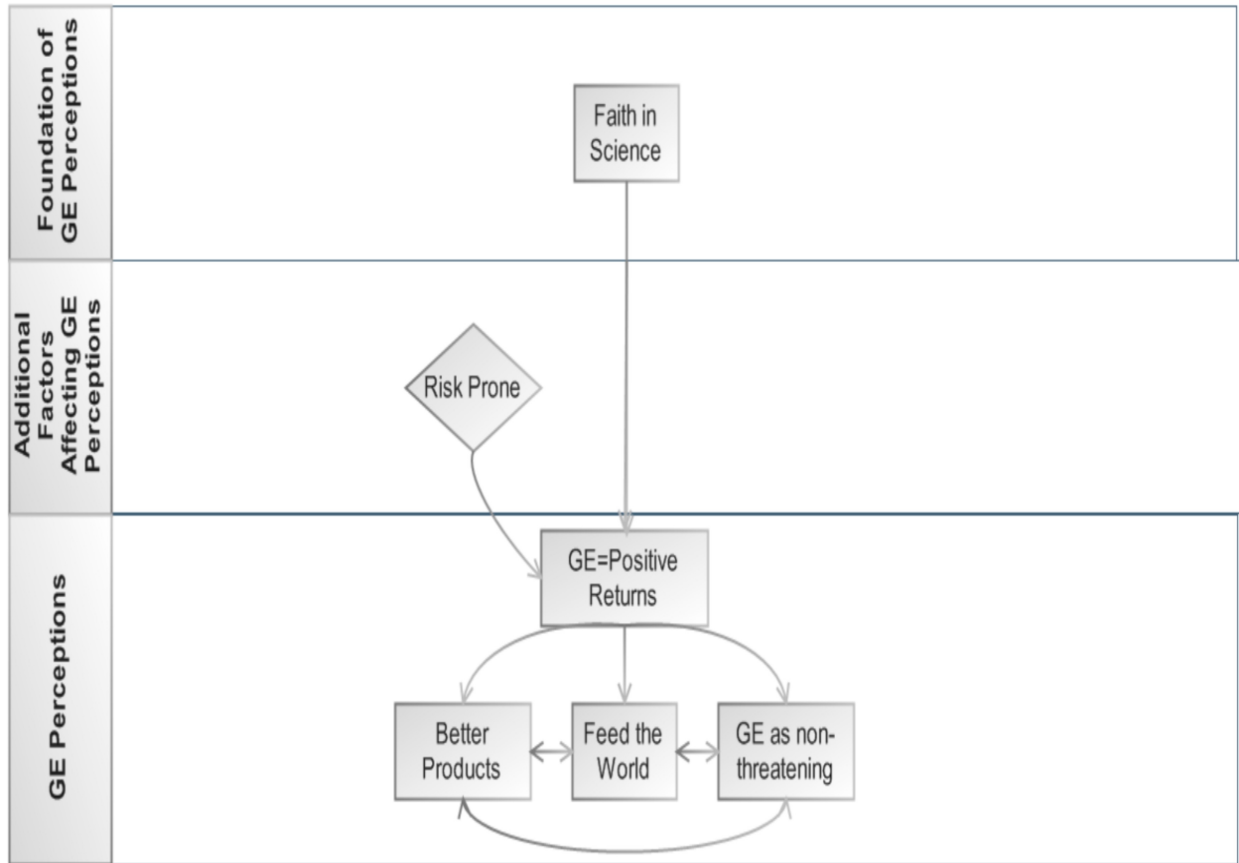 Foundation of
GE Perceptions
Faith in
Science
Additional
Factors
Affecting GE
Perceptions
Risk Prone
GE Perceptions
GE=Positive
Returns
Better
Products
Feed the
World
GE as non-
threatening